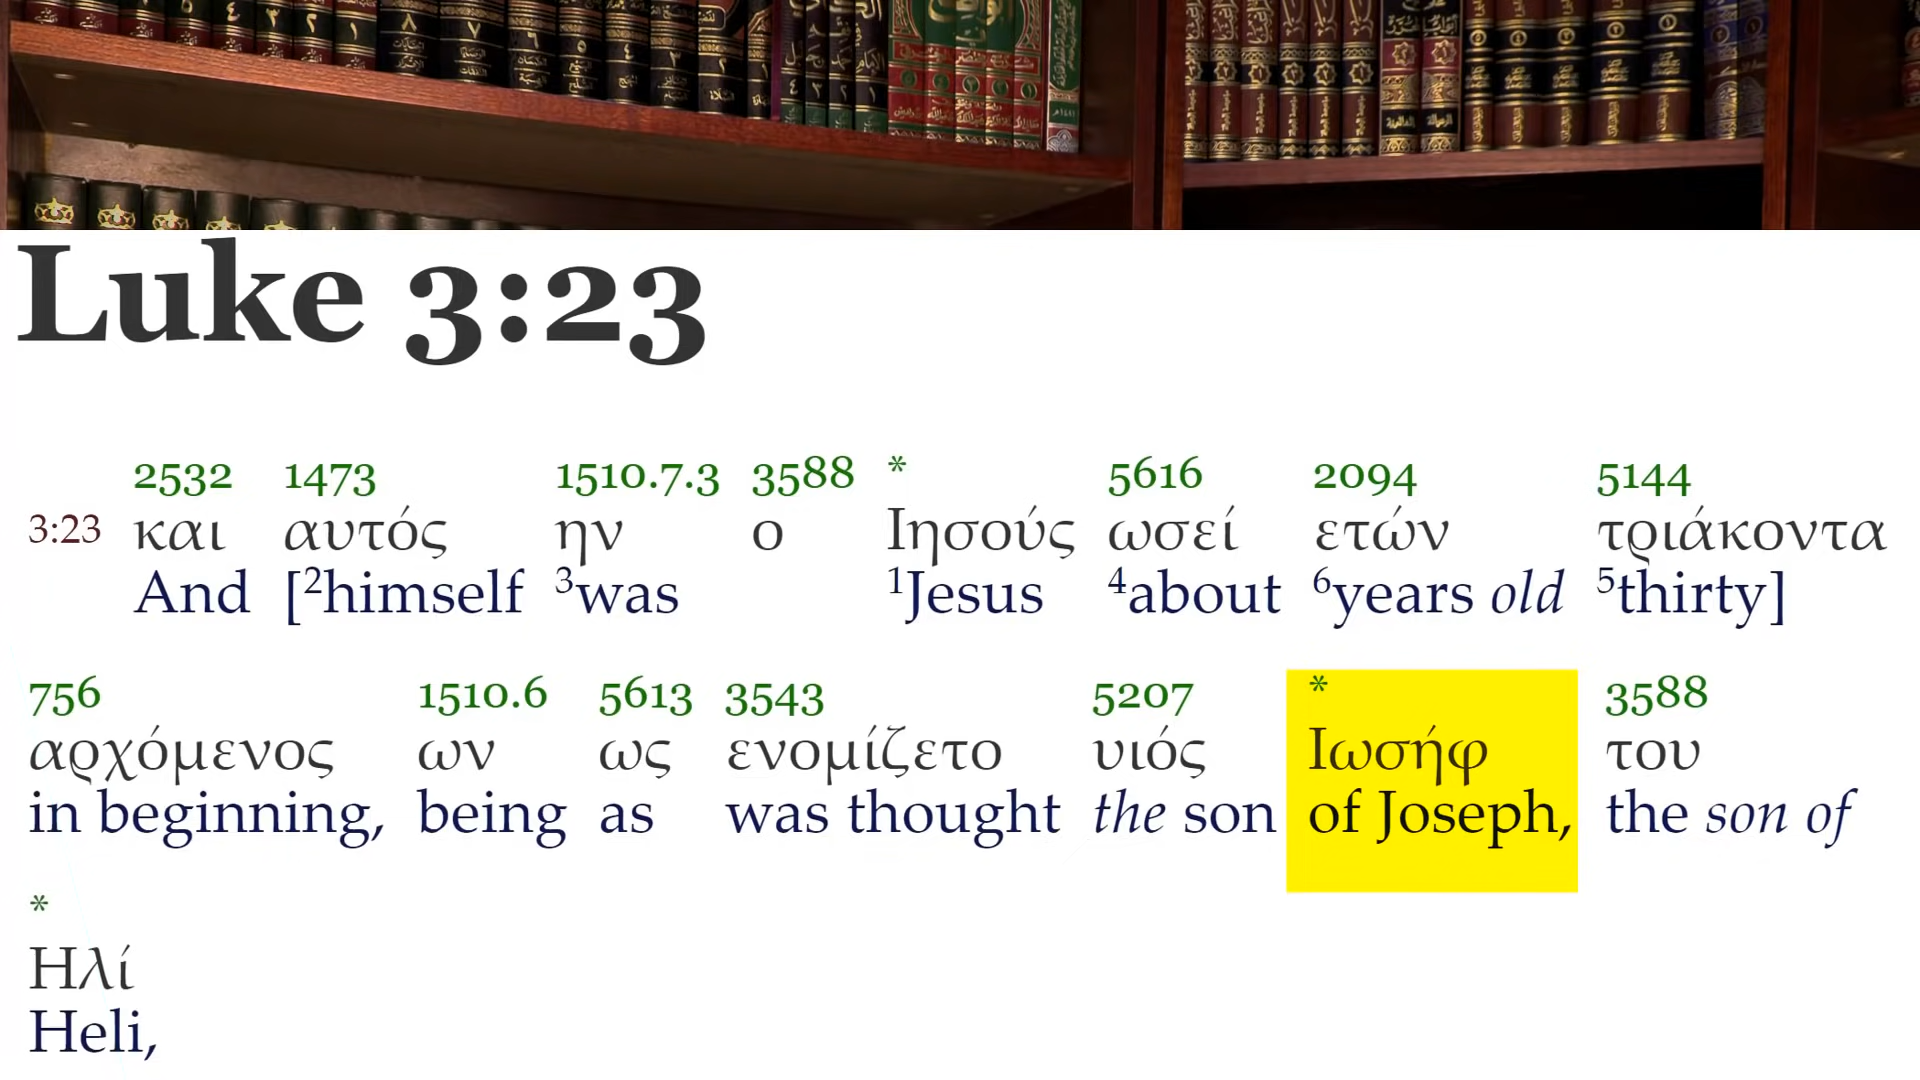 Luke 3:23
2532 1473 1510.7.3 3588 * 5616 2094 5144
3:23 και αυτός ην ο Ιησούς ωσεί ετών τριάκοντα
And [²himself ³was ¹Jesus ⁴about ⁶years old ⁵thirty]
756 1510.6 5613 3543 5207 * 3588
αρχόμενος ων ως ενομίζετο υιός Ιωσήφ του
in beginning, being as was thought the son of Joseph, the son of
*
Ηλί
Heli,